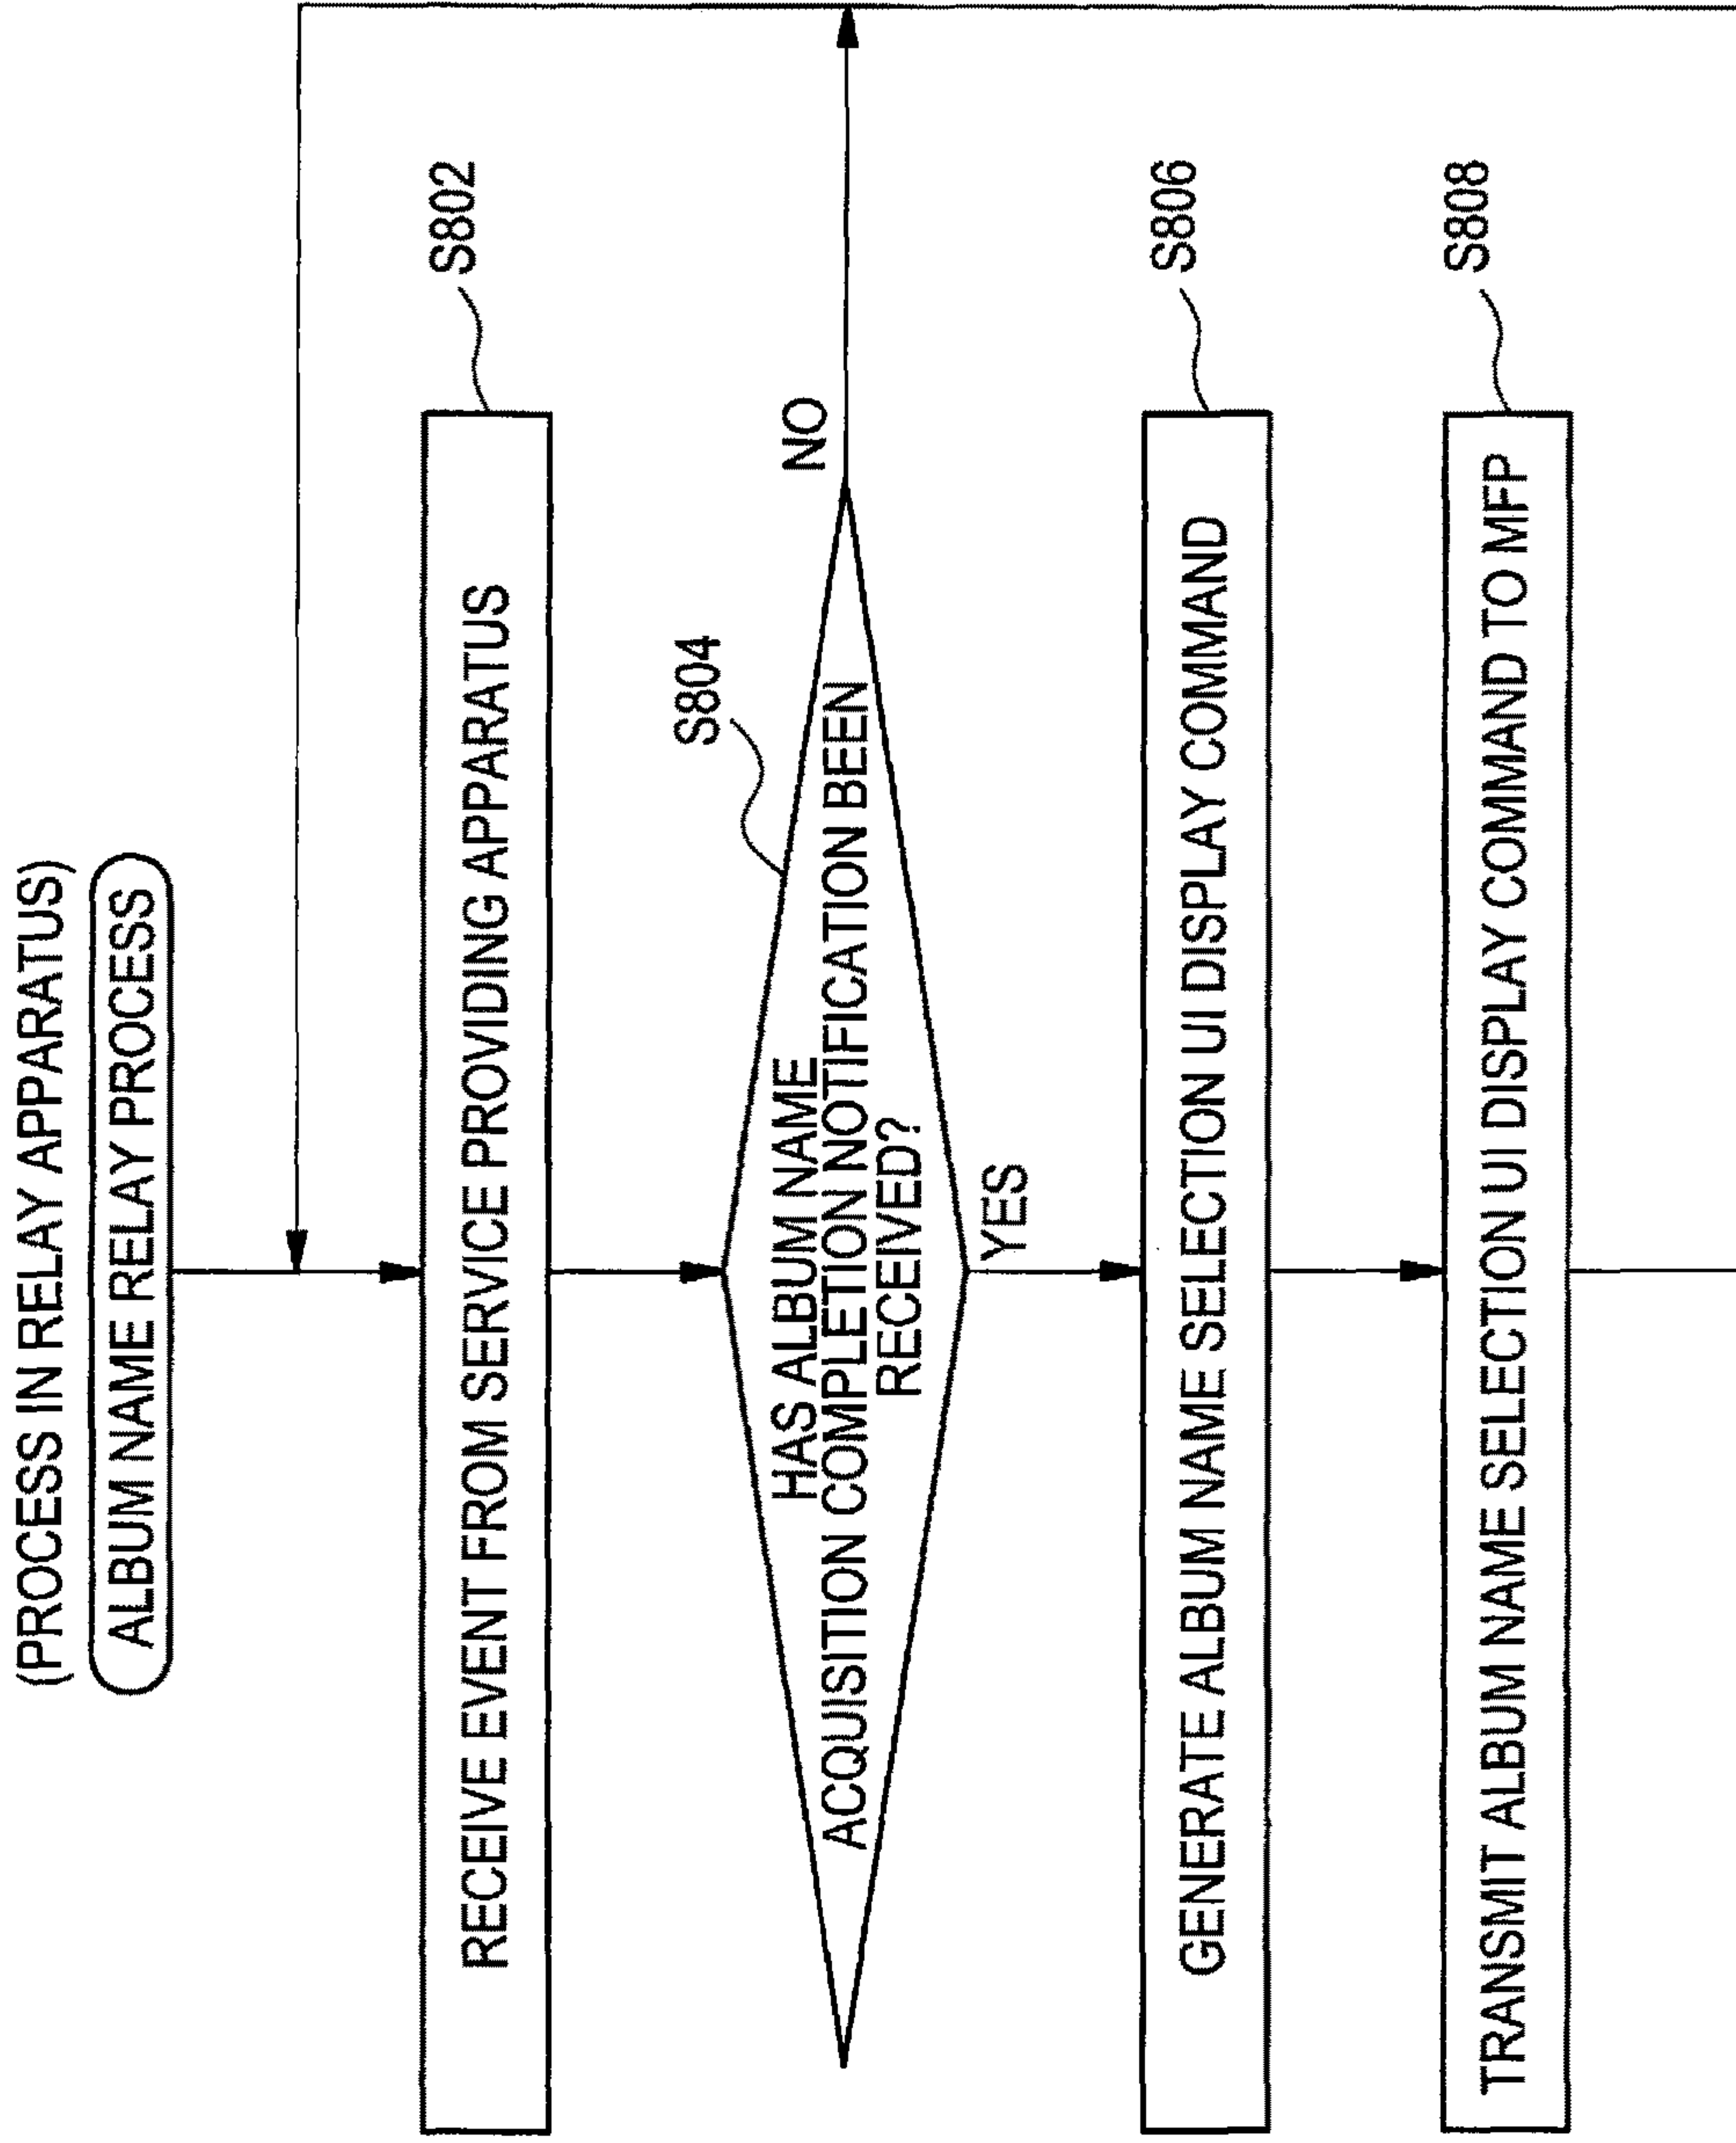 (PROCESS IN RELAY APPARATUS)
ALBUM NAME RELAY PROCESS
S802
RECEIVE EVENT FROM SERVICE PROVIDING APPARATUS
S804
HAS ALBUM NAME
ACQUISITION COMPLETION NOTIFICATION BEEN
RECEIVED?
NO
YES
S806
GENERATE ALBUM NAME SELECTION UI DISPLAY COMMAND
S808
TRANSMIT ALBUM NAME SELECTION UI DISPLAY COMMAND TO MFP